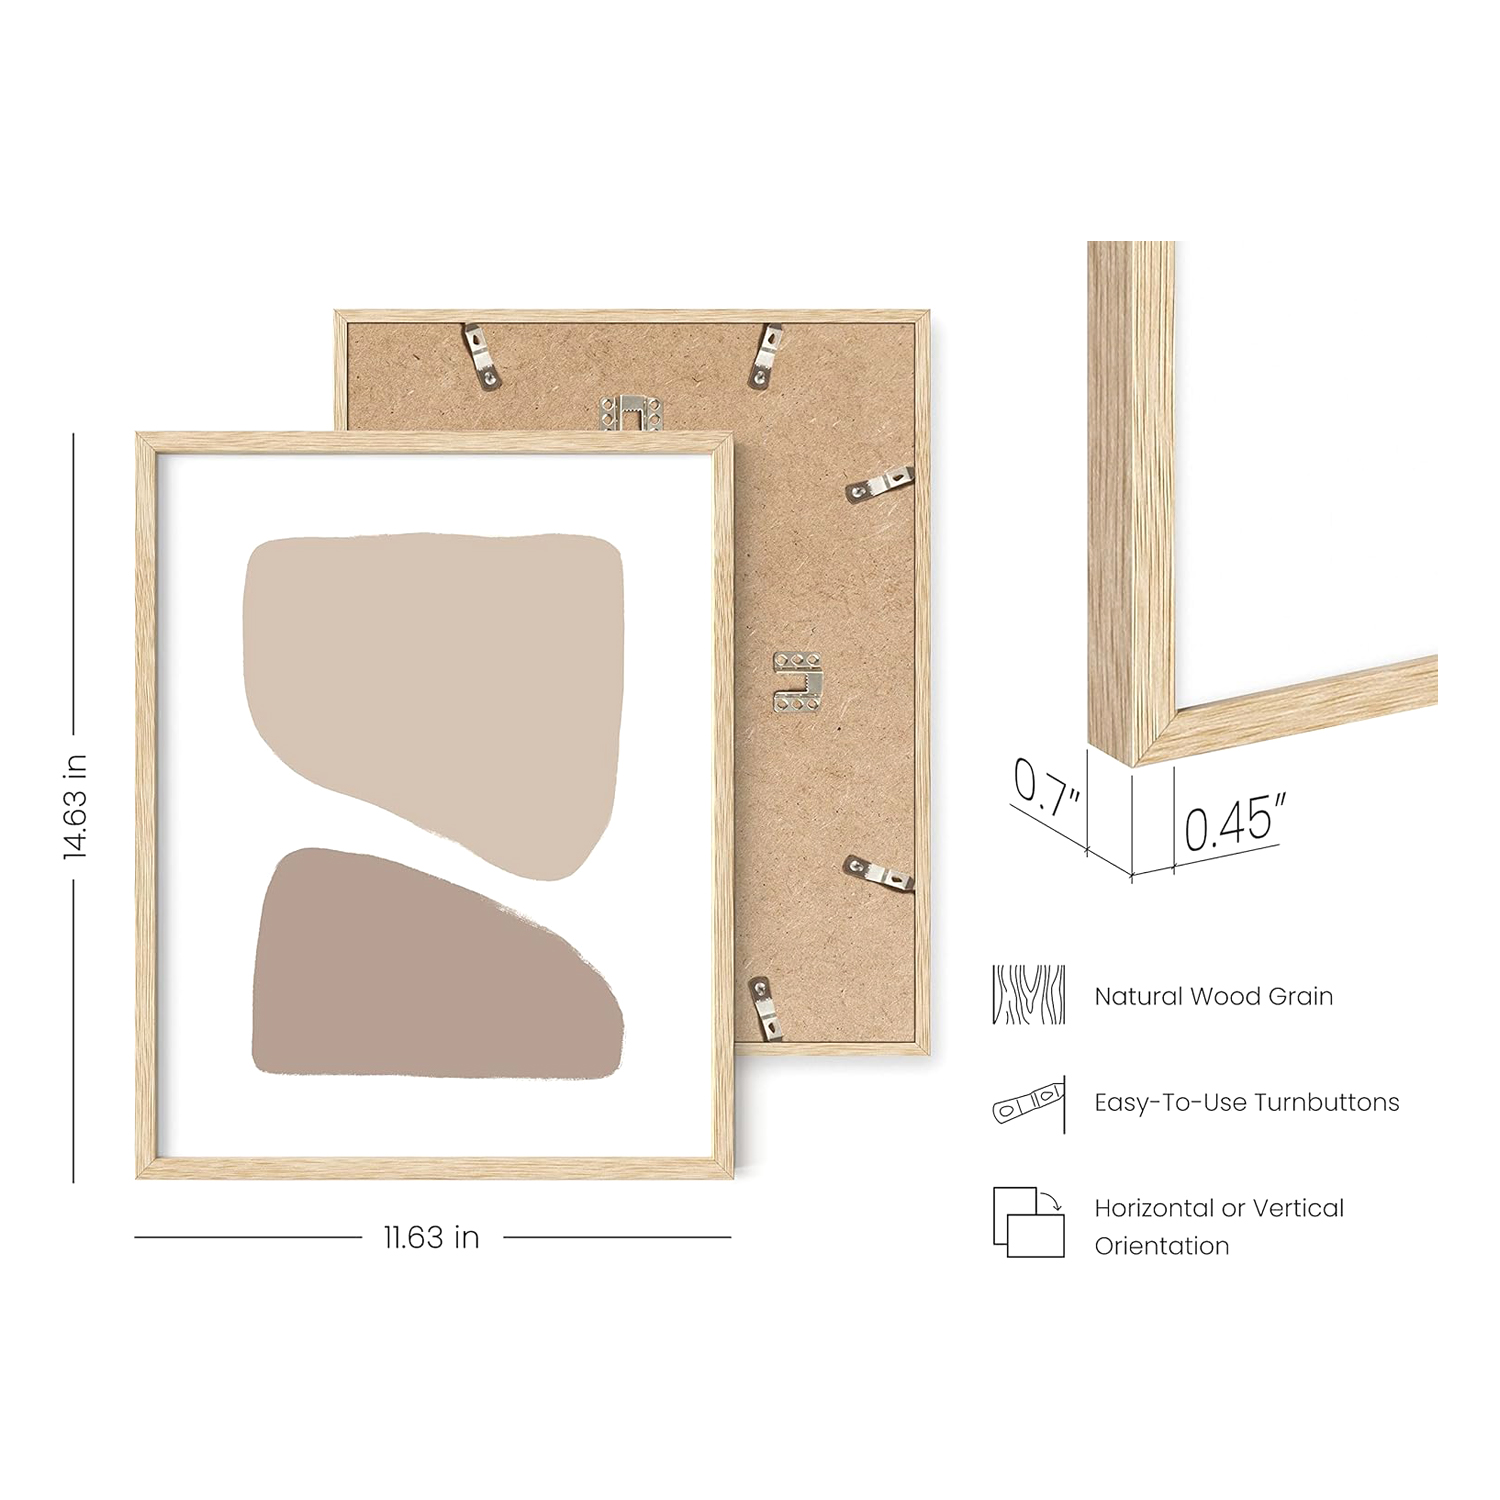 14.63 in
11.63 in
0.7"
0.45"
Natural Wood Grain
Easy-To-Use Turnbuttons
Horizontal or Vertical
Orientation